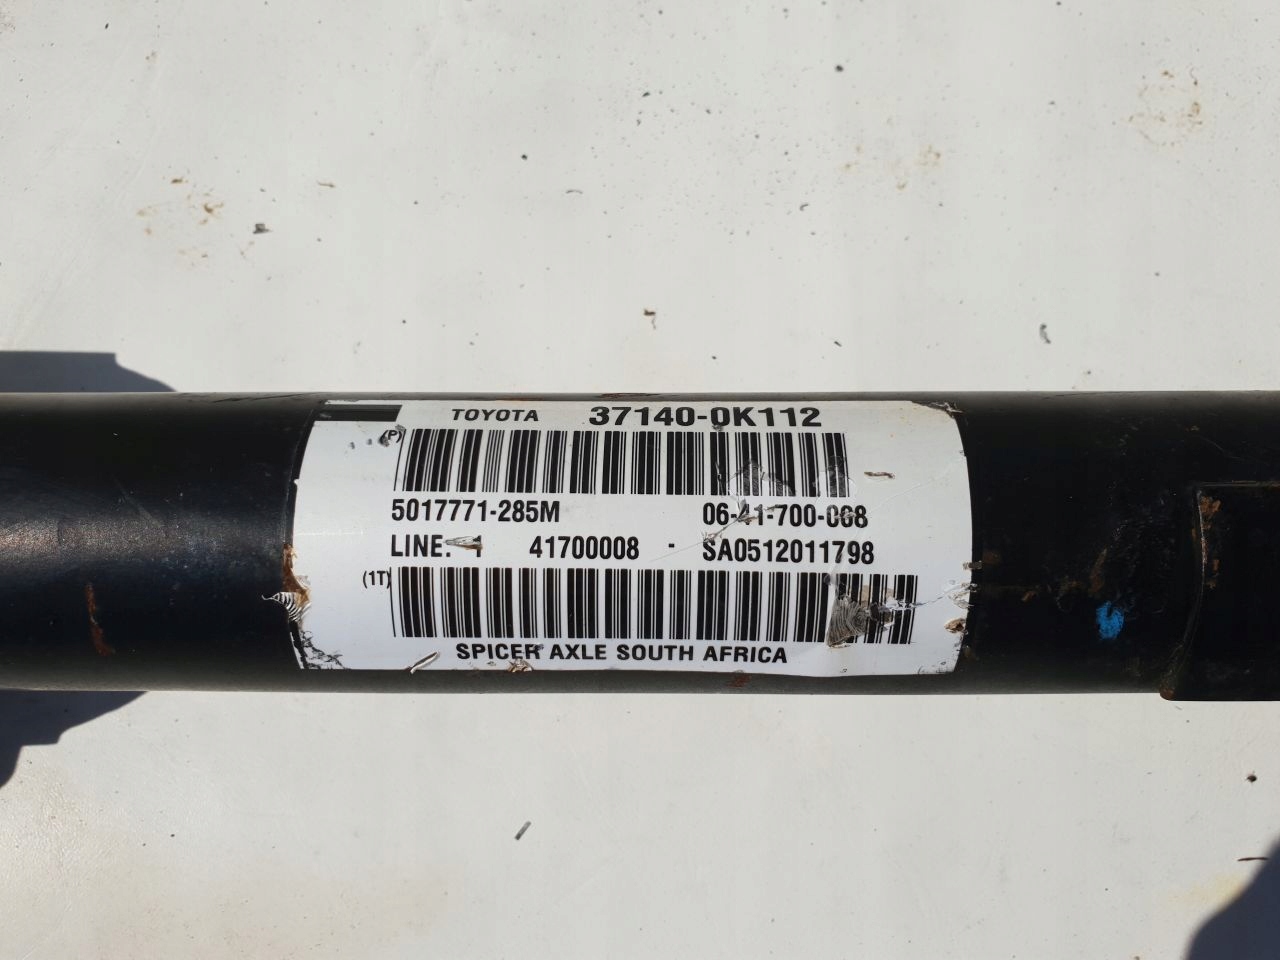 TOYOTA 37140-0K112
(P)
5017771-285M 06-41-700-008
LINE: 1 41700008 - SA0512011798
(1T)
SPICER AXLE SOUTH AFRICA